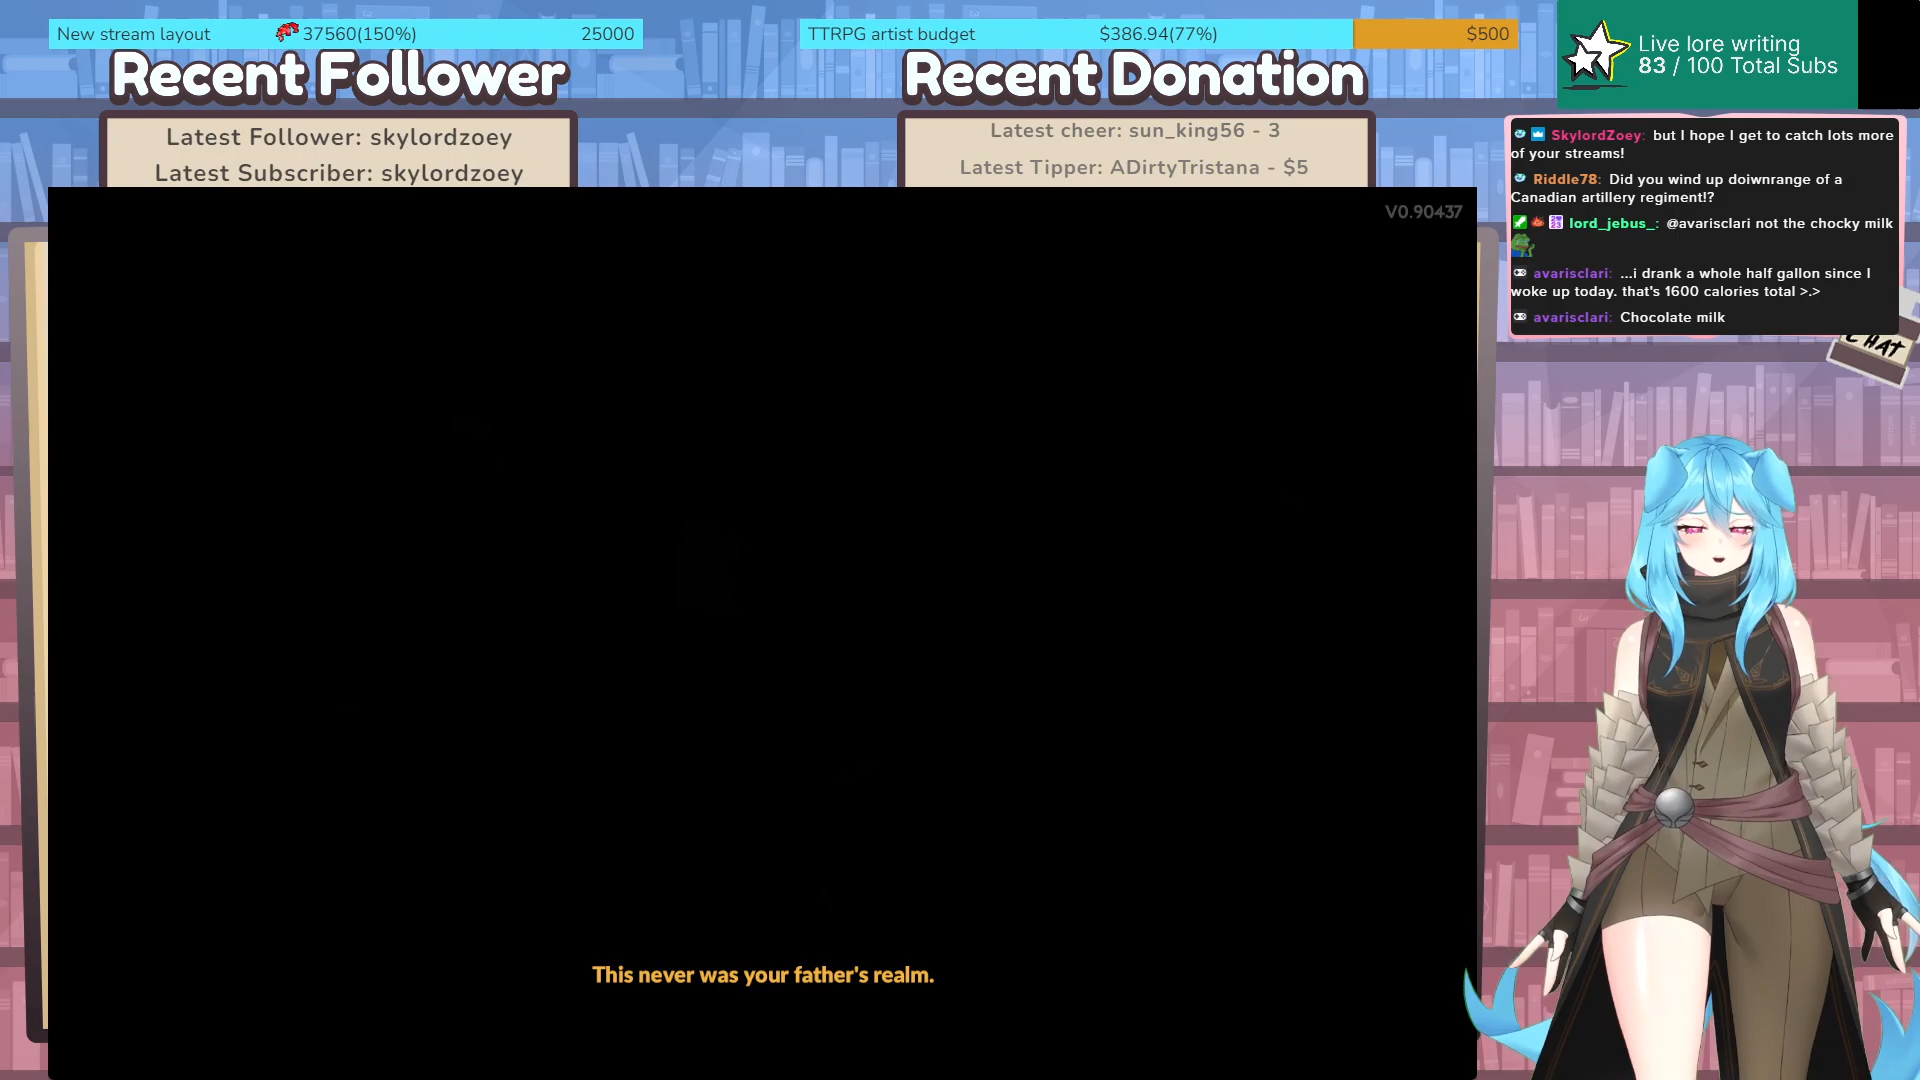 New stream layout 37560(150%) 25000
TTRPG artist budget $386.94(77%) $500
Live lore writing
83 / 100 Total Subs
Recent Follower
Recent Donation
Latest Follower: skylordzoey
Latest Subscriber: skylordzoey
Latest cheer: sun_king56 - 3
Latest Tipper: ADirtyTristana - $5
SkylordZoey: but I hope I get to catch lots more
of your streams!
Riddle78: Did you wind up doiwnrange of a
Canadian artillery regiment!?
lord_jebus_: @avarisclari not the chocky milk
avarisclari: ...i drank a whole half gallon since I
woke up today. that's 1600 calories total >.>
avarisclari: Chocolate milk
CHAT
V0.90437
This never was your father's realm.